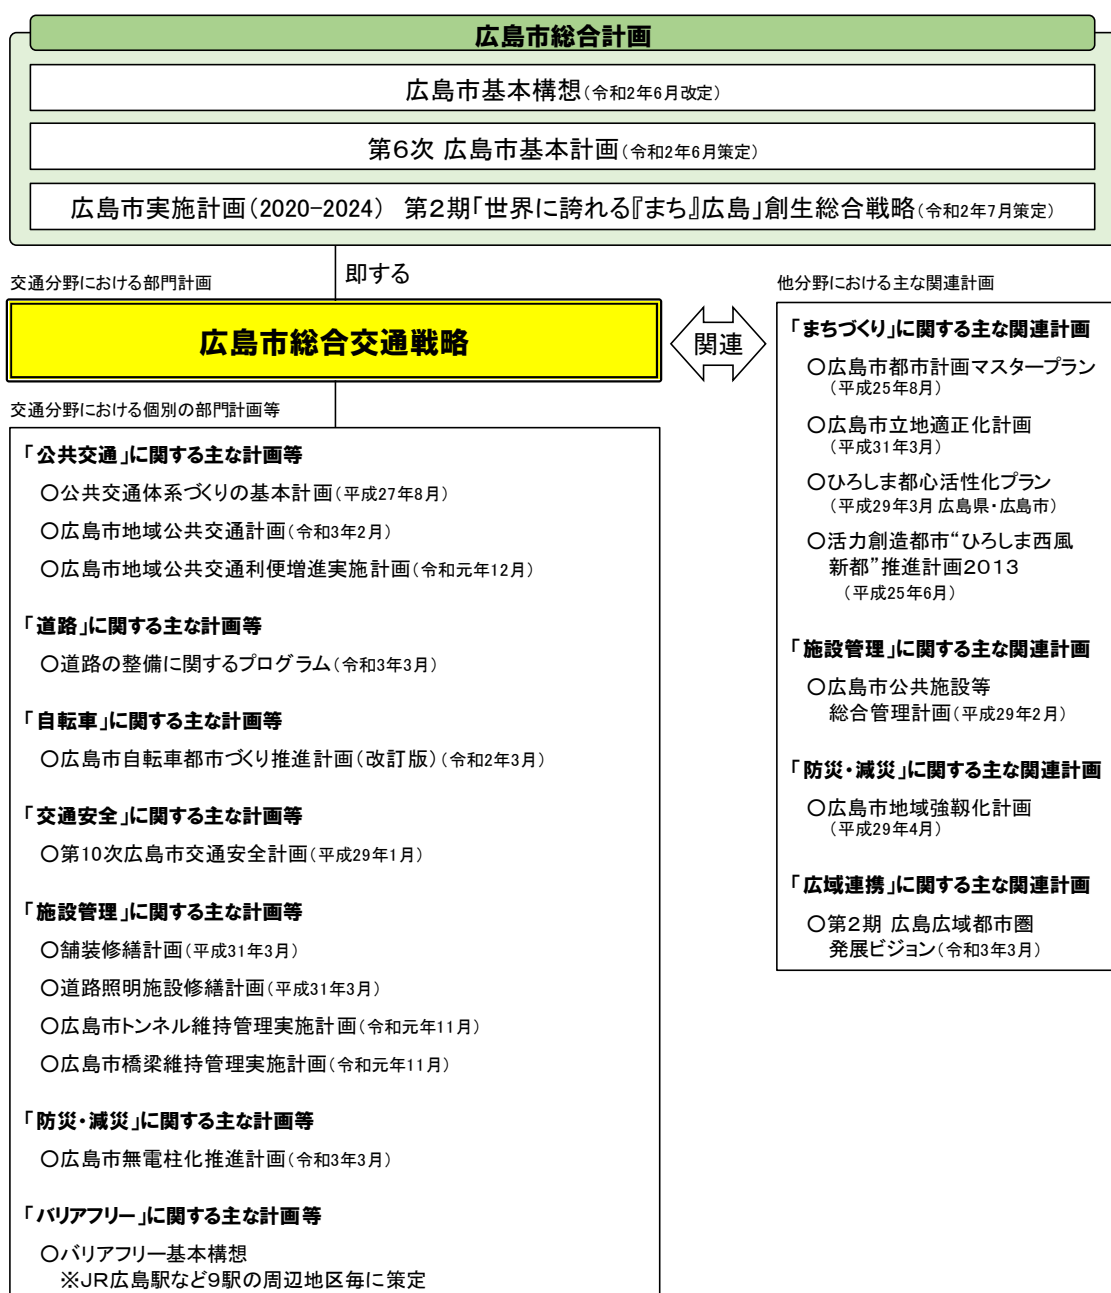 広島市総合計画
広島市基本構想(令和2年6月改定)
第6次 広島市基本計画(令和2年6月策定)
広島市実施計画(2020-2024) 第2期「世界に誇れる『まち』広島」創生総合戦略(令和2年7月策定)
即する
交通分野における部門計画
広島市総合交通戦略
関連
交通分野における個別の部門計画等
「公共交通」に関する主な計画等
○公共交通体系づくりの基本計画(平成27年8月)
○広島市地域公共交通計画(令和3年2月)
○広島市地域公共交通利便増進実施計画(令和元年12月)
「道路」に関する主な計画等
○道路の整備に関するプログラム(令和3年3月)
「自転車」に関する主な計画等
○広島市自転車都市づくり推進計画(改訂版)(令和2年3月)
「交通安全」に関する主な計画等
○第10次広島市交通安全計画(平成29年1月)
「施設管理」に関する主な計画等
○舗装修繕計画(平成31年3月)
○道路照明施設修繕計画(平成31年3月)
○広島市トンネル維持管理実施計画(令和元年11月)
○広島市橋梁維持管理実施計画(令和元年11月)
「防災・減災」に関する主な計画等
○広島市無電柱化推進計画(令和3年3月)
「バリアフリー」に関する主な計画等
○バリアフリー基本構想
※JR広島駅など9駅の周辺地区毎に策定
他分野における主な関連計画
「まちづくり」に関する主な関連計画
○広島市都市計画マスタープラン
(平成25年8月)
○広島市立地適正化計画
(平成31年3月)
○ひろしま都心活性化プラン
(平成29年3月 広島県・広島市)
○活力創造都市“ひろしま西風
新都”推進計画2013
(平成25年6月)
「施設管理」に関する主な関連計画
○広島市公共施設等
総合管理計画(平成29年2月)
「防災・減災」に関する主な関連計画
○広島市地域強靱化計画
(平成29年4月)
「広域連携」に関する主な関連計画
○第2期 広島広域都市圏
発展ビジョン(令和3年3月)